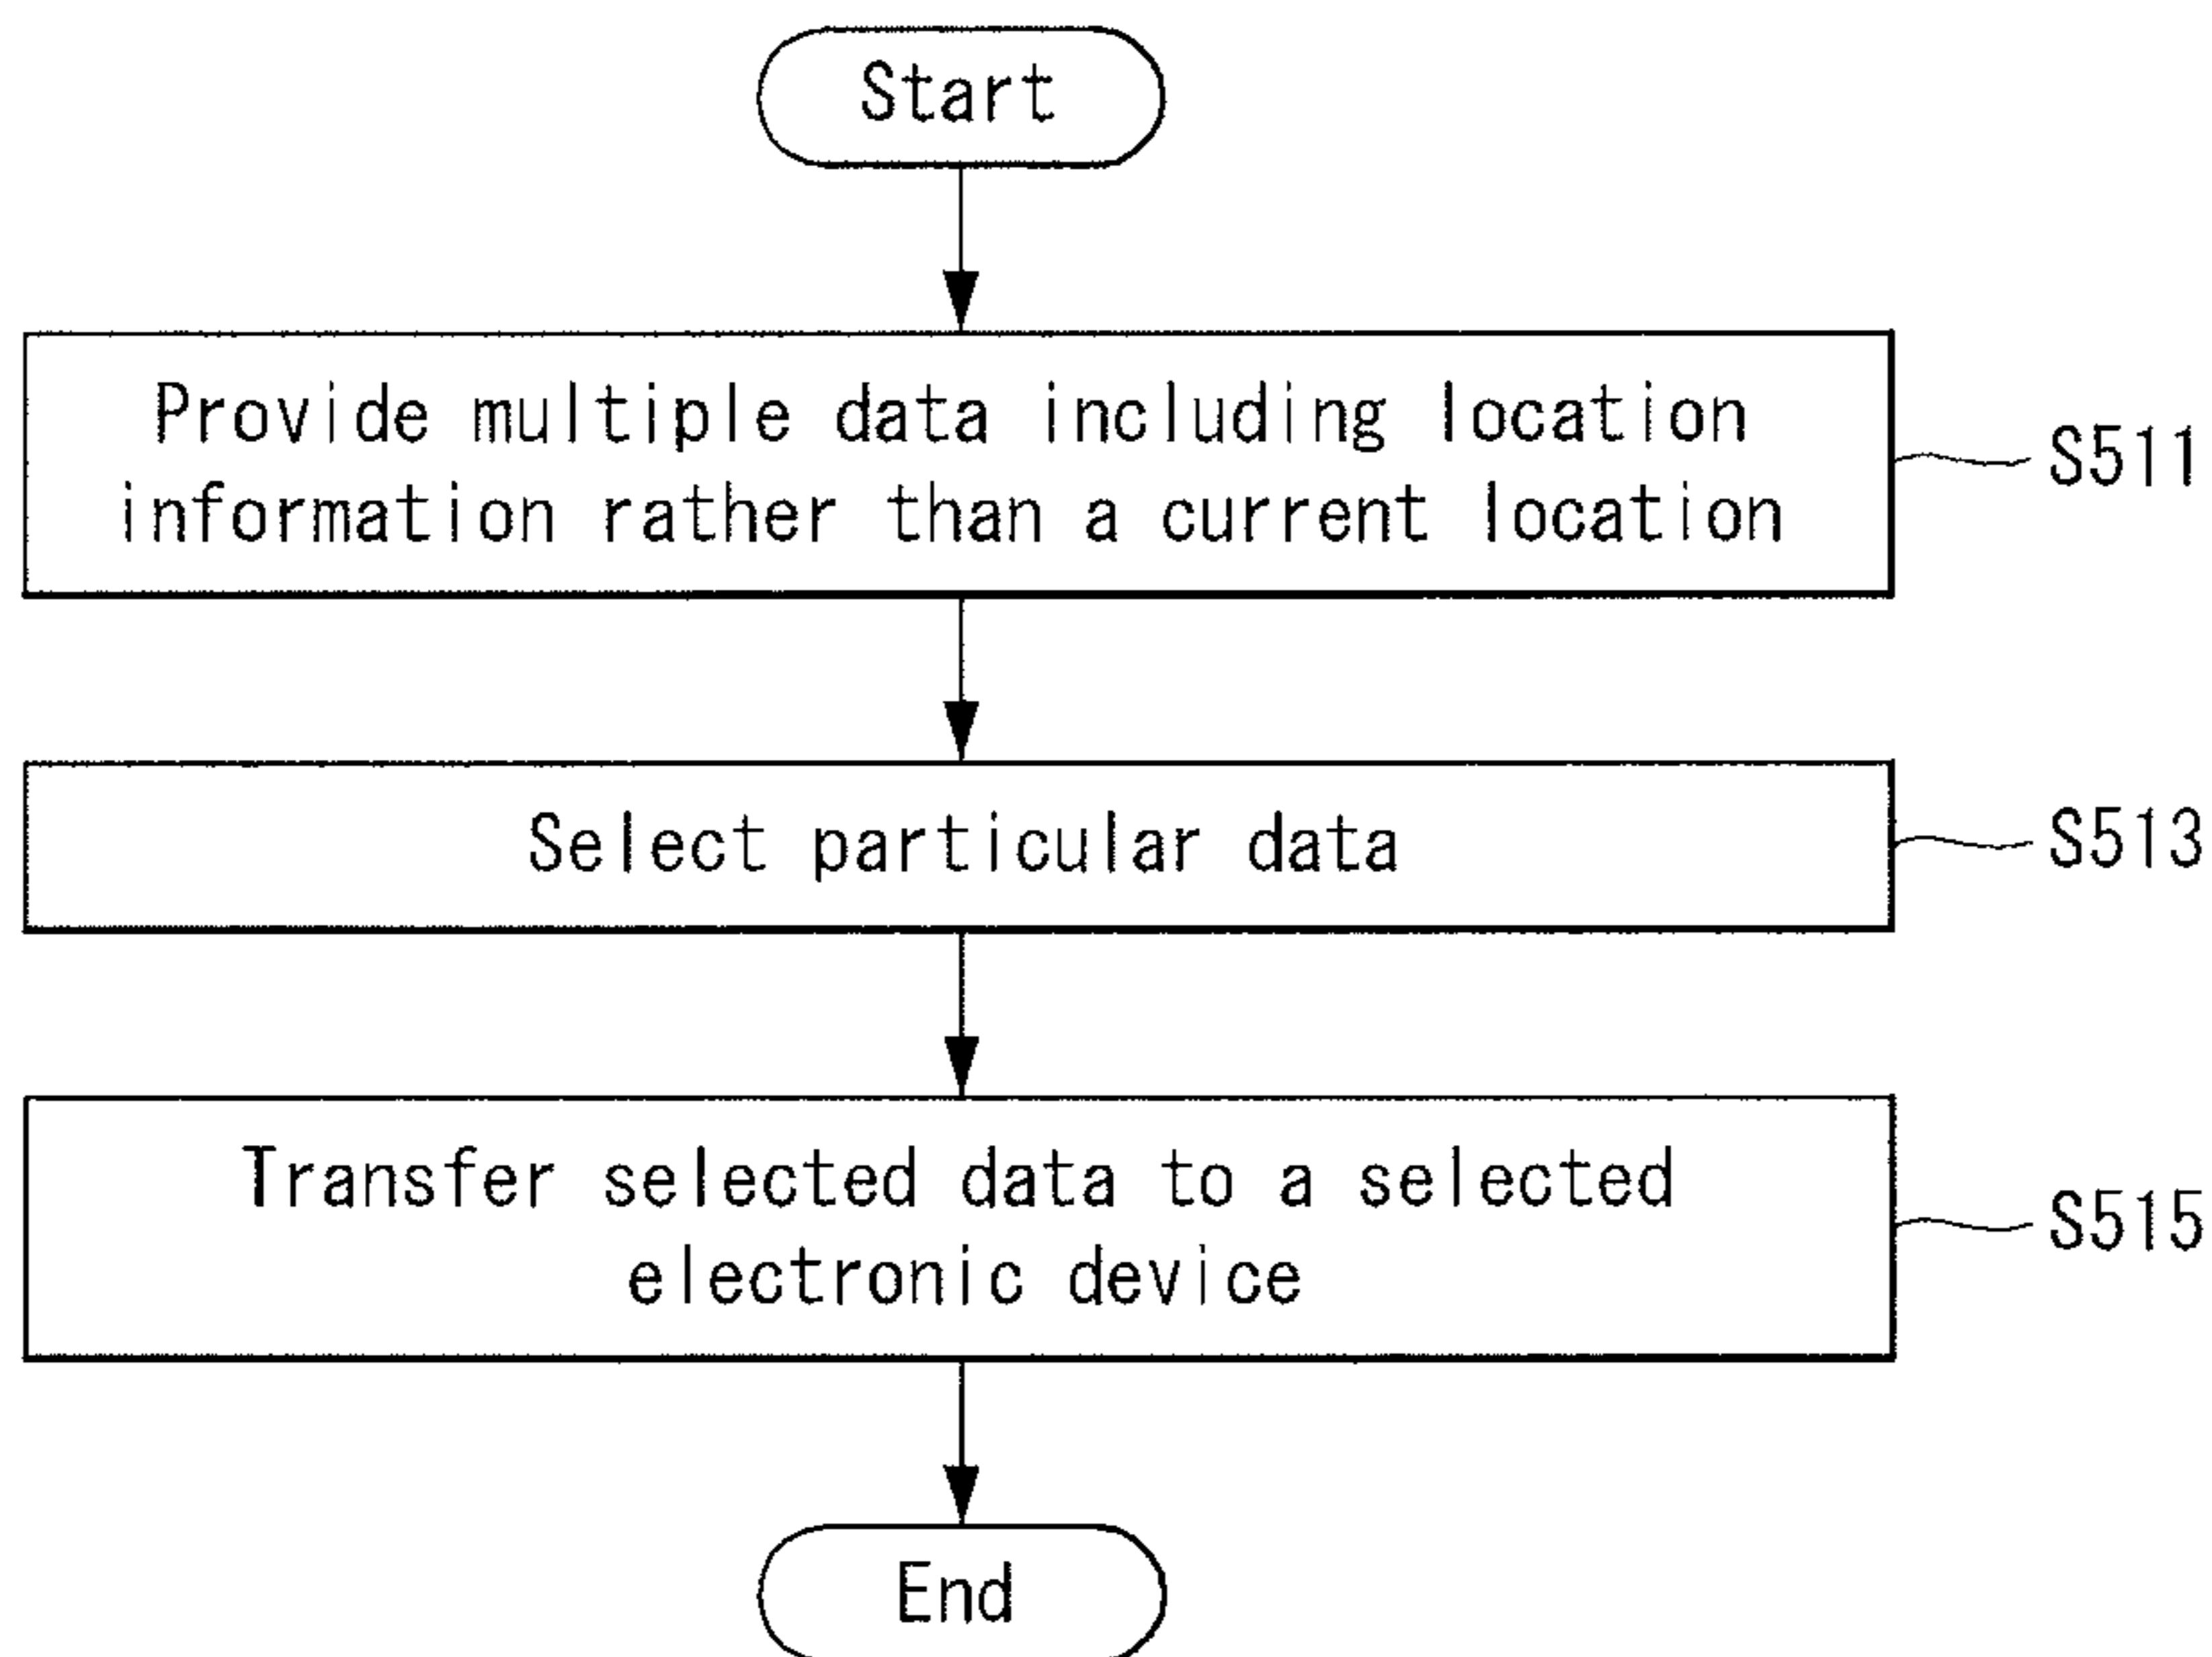 Start
Provide multiple data including location
information rather than a current location
S511
Select particular data
S513
Transfer selected data to a selected
electronic device
S515
End